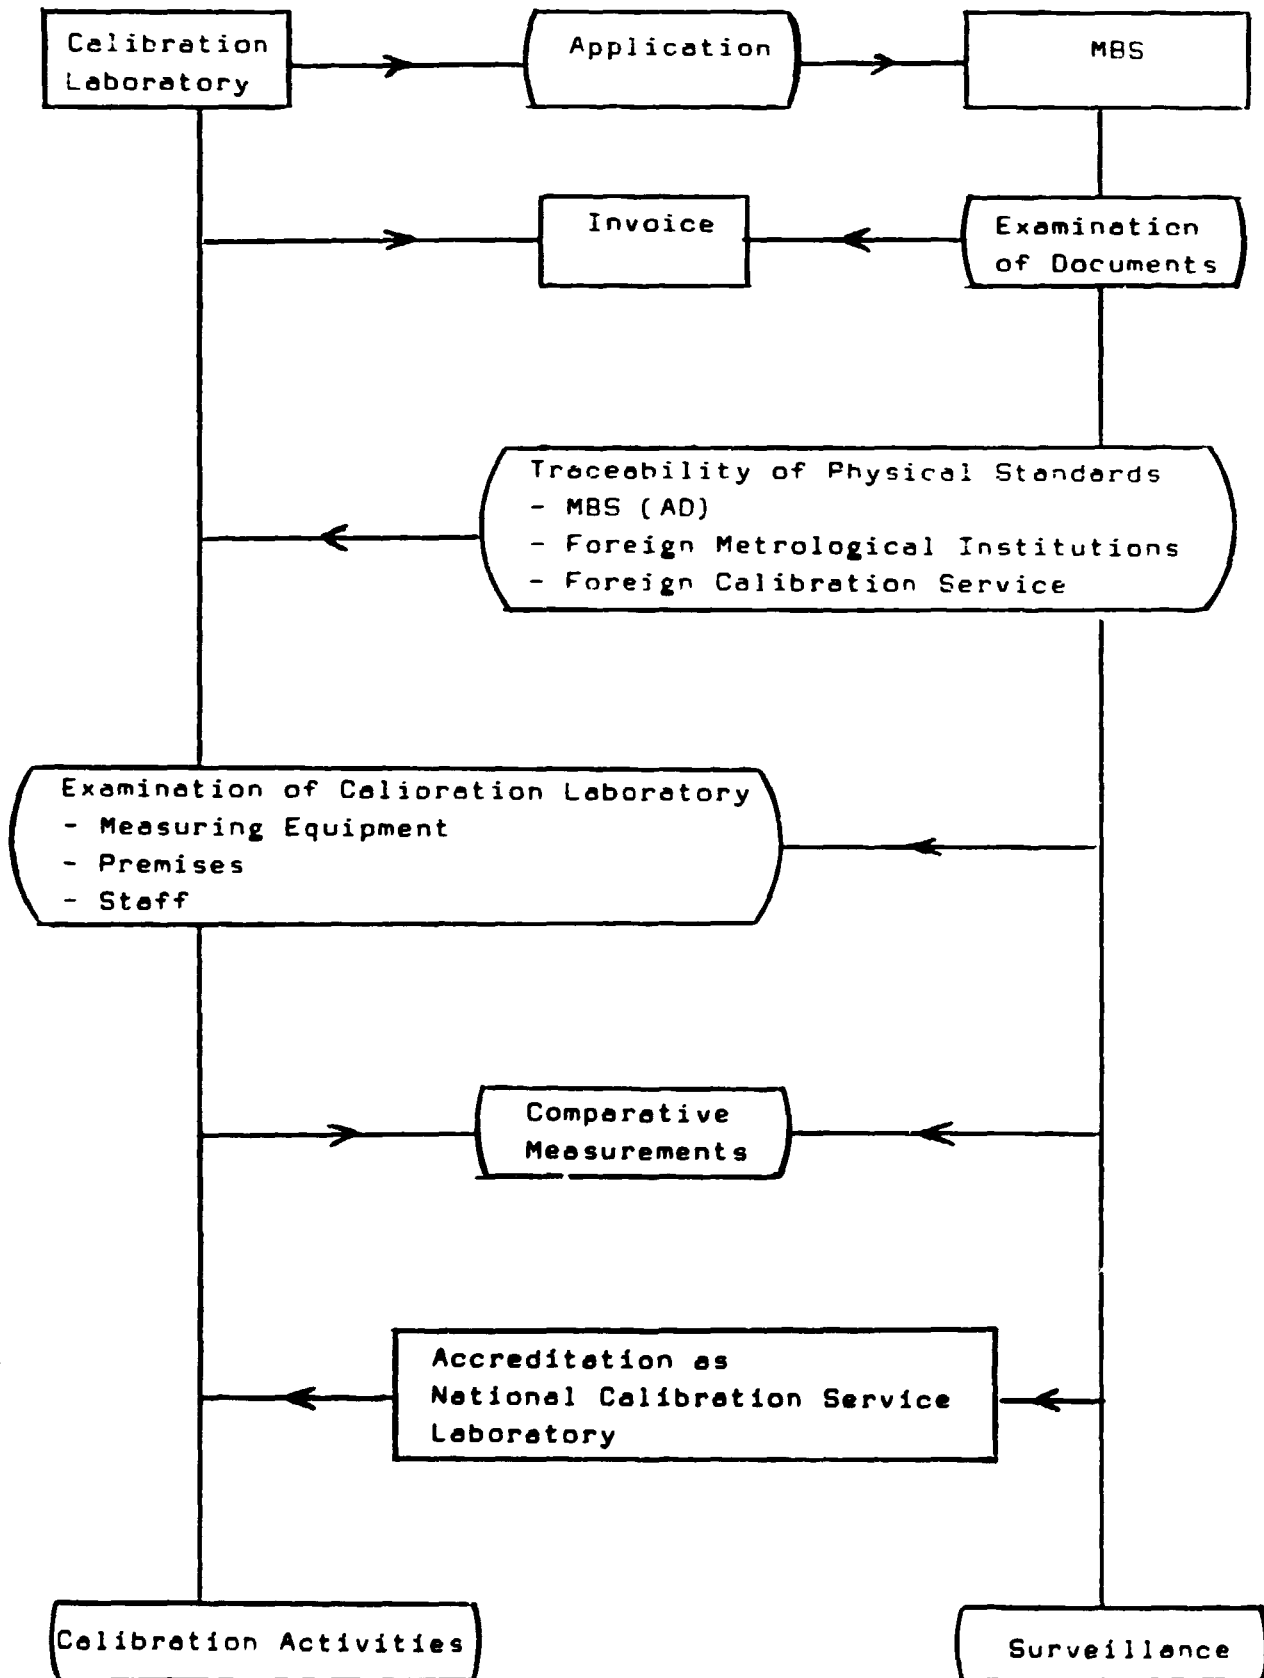 Calibration
Laboratory
Application
MBS
Invoice
Examination
of Documents
Traceability of Physical Standards
- MBS (AD)
- Foreign Metrological Institutions
- Foreign Calibration Service
Examination of Calioration Laboratory
- Measuring Equipment
- Premises
- Staff
Comparative
Measurements
Accreditation as
National Calibration Service
Laboratory
Calibration Activities
Surveillance